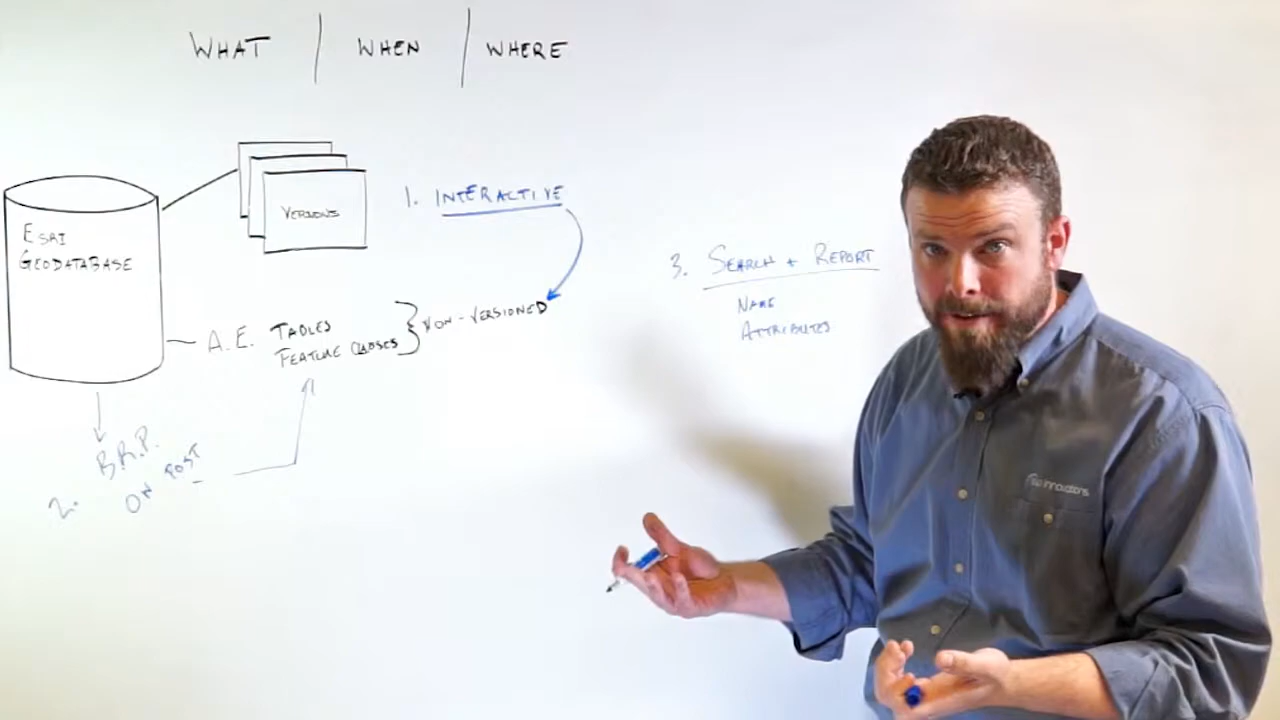 WHAT | WHEN | WHERE
VERSIONS
1. INTERACTIVE
ESRI
GEODATABASE
3. SEARCH + REPORT
NAME
ATTRIBUTES
A.E. TABLES
FEATURE CLASSES
NON-VERSIONED
2. B.R.P.
ON POST
innovations